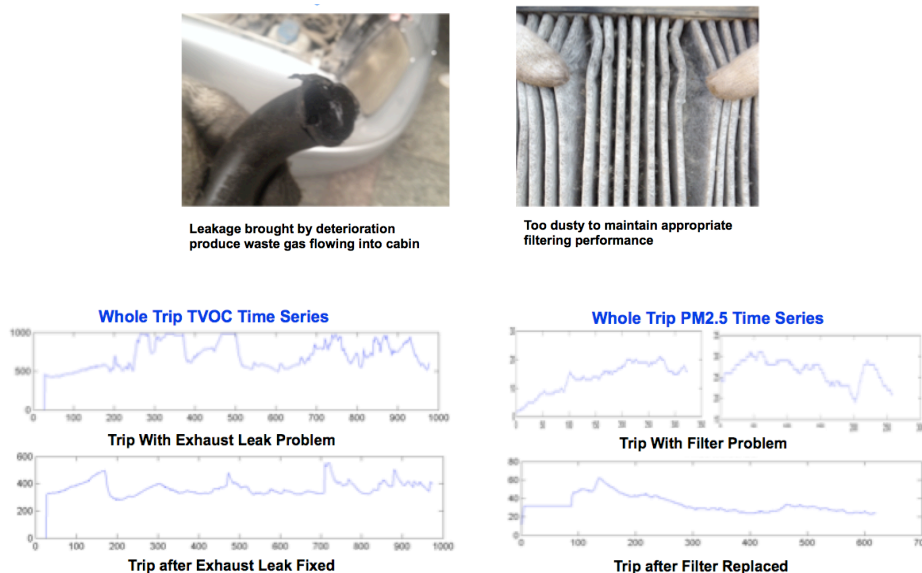 Leakage brought by deterioration
produce waste gas flowing into cabin
Too dusty to maintain appropriate
filtering performance
Whole Trip TVOC Time Series
1000
500
0
0 100 200 300 400 500 600 700 800 900 1000
Trip With Exhaust Leak Problem
600
400
200
0
0 100 200 300 400 500 600 700 800 900 1000
Trip after Exhaust Leak Fixed
Whole Trip PM2.5 Time Series
Trip With Filter Problem
80
60
40
20
0
0 100 200 300 400 500 600 700
Trip after Filter Replaced